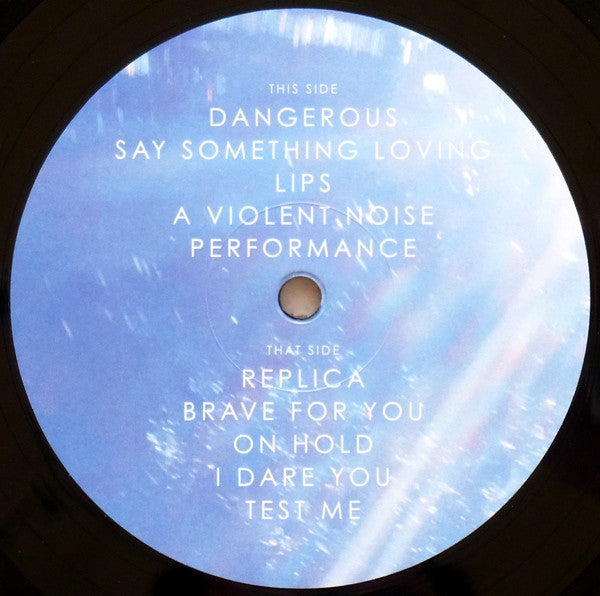 THIS SIDE
DANGEROUS
SAY SOMETHING LOVING
LIPS
A VIOLENT NOISE
PERFORMANCE
THAT SIDE
REPLICA
BRAVE FOR YOU
ON HOLD
I DARE YOU
TEST ME